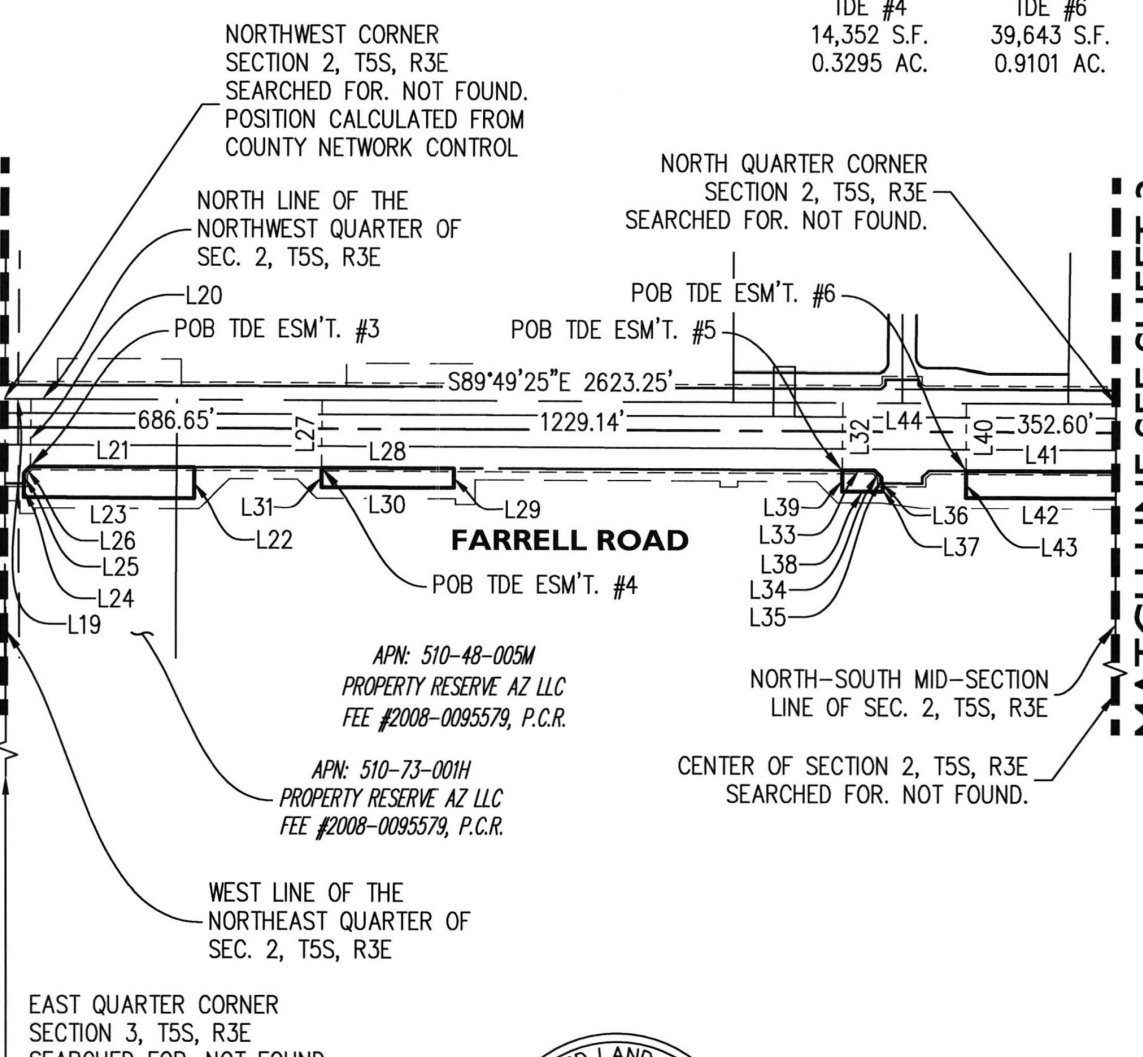 TDE #4
14,352 S.F.
0.3295 AC.
TDE #6
39,643 S.F.
0.9101 AC.
NORTHWEST CORNER
SECTION 2, T5S, R3E
SEARCHED FOR. NOT FOUND.
POSITION CALCULATED FROM
COUNTY NETWORK CONTROL
NORTH QUARTER CORNER
SECTION 2, T5S, R3E
SEARCHED FOR. NOT FOUND.
NORTH LINE OF THE
NORTHWEST QUARTER OF
SEC. 2, T5S, R3E
L20
POB TDE ESM'T. #3
POB TDE ESM'T. #6
POB TDE ESM'T. #5
S89°49'25"E 2623.25'
686.65'
L27
1229.14'
L32
L44
L40
352.60'
L21
L28
L41
L23
L22
L31
L30
L29
L39
L36
L42
L26
L33
L37
L43
L25
L38
L24
L34
L19
L35
FARRELL ROAD
POB TDE ESM'T. #4
APN: 510-48-005M
PROPERTY RESERVE AZ LLC
FEE #2008-0095579, P.C.R.
NORTH-SOUTH MID-SECTION
LINE OF SEC. 2, T5S, R3E
APN: 510-73-001H
PROPERTY RESERVE AZ LLC
FEE #2008-0095579, P.C.R.
CENTER OF SECTION 2, T5S, R3E
SEARCHED FOR. NOT FOUND.
WEST LINE OF THE
NORTHEAST QUARTER OF
SEC. 2, T5S, R3E
EAST QUARTER CORNER
SECTION 3, T5S, R3E
SEARCHED FOR. NOT FOUND
LAND